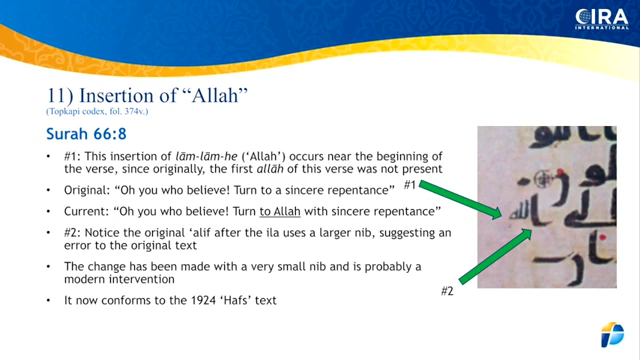 CIRA
INTERNATIONAL
11) Insertion of “Allah”
(Topkapi codex, fol. 374v.)
Surah 66:8
• #1: This insertion of lām-lām-he (‘Allah’) occurs near the beginning of
the verse, since originally, the first allāh of this verse was not present
• Original: “Oh you who believe! Turn to a sincere repentance”
#1
• Current: “Oh you who believe! Turn to Allah with sincere repentance”
• #2: Notice the original ‘alif after the ila uses a larger nib, suggesting an
error to the original text
• The change has been made with a very small nib and is probably a
modern intervention
#2
• It now conforms to the 1924 ‘Hafs’ text